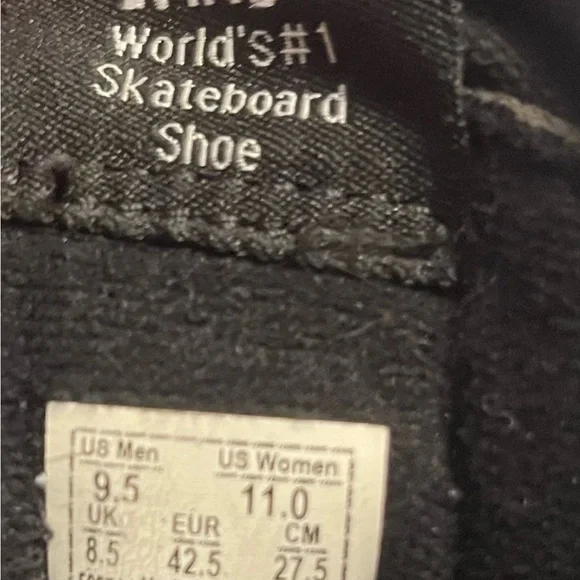 World's#1
Skateboard
Shoe
US Men US Women
9.5 11.0
UK EUR CM
8.5 42.5 27.5